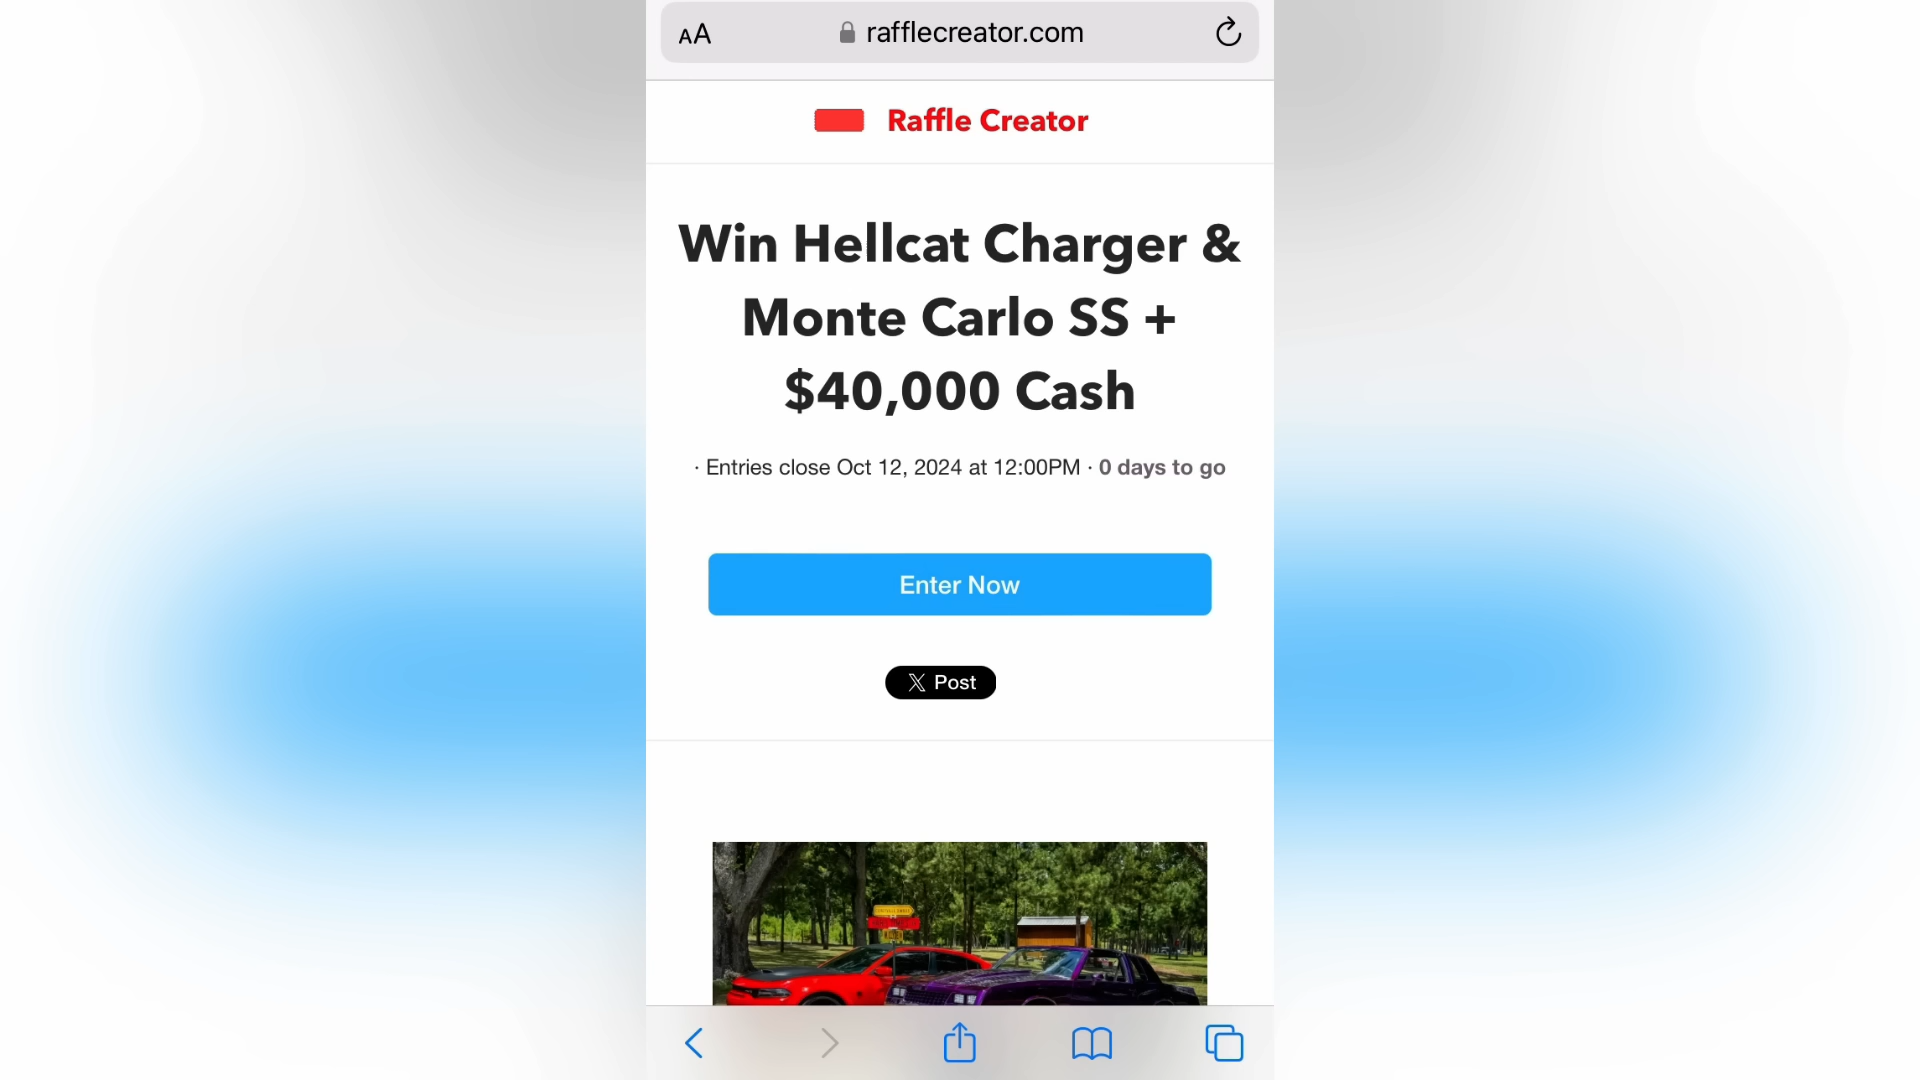 AA rafflecreator.com
Raffle Creator
Win Hellcat Charger &
Monte Carlo SS +
$40,000 Cash
· Entries close Oct 12, 2024 at 12:00PM · 0 days to go
Enter Now
X Post